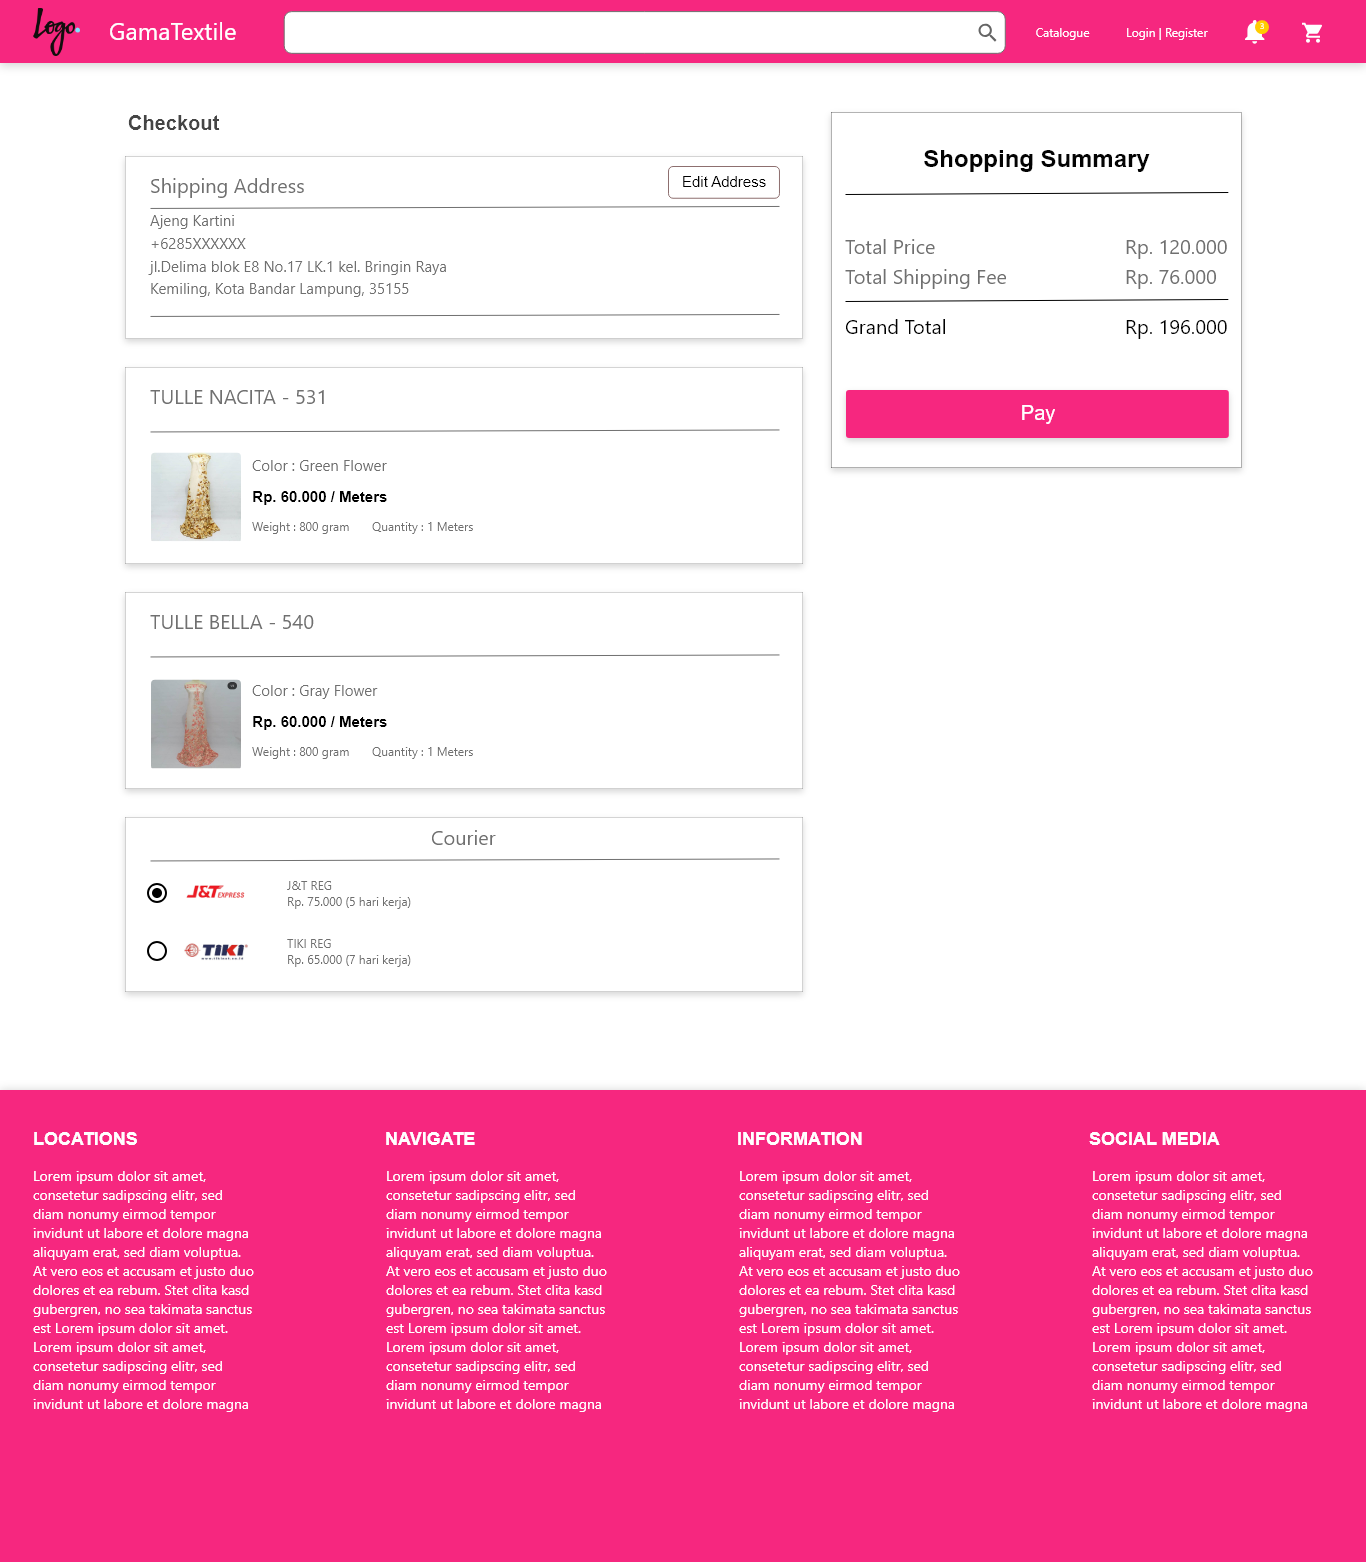 Logo.
GamaTextile
Catalogue
Login | Register
3
Checkout
Shipping Address
Edit Address
Ajeng Kartini
+6285XXXXXX
jl.Delima blok E8 No.17 LK.1 kel. Bringin Raya
Kemiling, Kota Bandar Lampung, 35155
TULLE NACITA - 531
Color : Green Flower
Rp. 60.000 / Meters
Weight : 800 gram Quantity : 1 Meters
TULLE BELLA - 540
Color : Gray Flower
Rp. 60.000 / Meters
Weight : 800 gram Quantity : 1 Meters
Courier
J&T EXPRESS
J&T REG
Rp. 75.000 (5 hari kerja)
TIKI
TIKI REG
Rp. 65.000 (7 hari kerja)
Shopping Summary
Total Price Rp. 120.000
Total Shipping Fee Rp. 76.000
Grand Total Rp. 196.000
Pay
LOCATIONS
Lorem ipsum dolor sit amet,
consetetur sadipscing elitr, sed
diam nonumy eirmod tempor
invidunt ut labore et dolore magna
aliquyam erat, sed diam voluptua.
At vero eos et accusam et justo duo
dolores et ea rebum. Stet clita kasd
gubergren, no sea takimata sanctus
est Lorem ipsum dolor sit amet.
Lorem ipsum dolor sit amet,
consetetur sadipscing elitr, sed
diam nonumy eirmod tempor
invidunt ut labore et dolore magna
NAVIGATE
Lorem ipsum dolor sit amet,
consetetur sadipscing elitr, sed
diam nonumy eirmod tempor
invidunt ut labore et dolore magna
aliquyam erat, sed diam voluptua.
At vero eos et accusam et justo duo
dolores et ea rebum. Stet clita kasd
gubergren, no sea takimata sanctus
est Lorem ipsum dolor sit amet.
Lorem ipsum dolor sit amet,
consetetur sadipscing elitr, sed
diam nonumy eirmod tempor
invidunt ut labore et dolore magna
INFORMATION
Lorem ipsum dolor sit amet,
consetetur sadipscing elitr, sed
diam nonumy eirmod tempor
invidunt ut labore et dolore magna
aliquyam erat, sed diam voluptua.
At vero eos et accusam et justo duo
dolores et ea rebum. Stet clita kasd
gubergren, no sea takimata sanctus
est Lorem ipsum dolor sit amet.
Lorem ipsum dolor sit amet,
consetetur sadipscing elitr, sed
diam nonumy eirmod tempor
invidunt ut labore et dolore magna
SOCIAL MEDIA
Lorem ipsum dolor sit amet,
consetetur sadipscing elitr, sed
diam nonumy eirmod tempor
invidunt ut labore et dolore magna
aliquyam erat, sed diam voluptua.
At vero eos et accusam et justo duo
dolores et ea rebum. Stet clita kasd
gubergren, no sea takimata sanctus
est Lorem ipsum dolor sit amet.
Lorem ipsum dolor sit amet,
consetetur sadipscing elitr, sed
diam nonumy eirmod tempor
invidunt ut labore et dolore magna